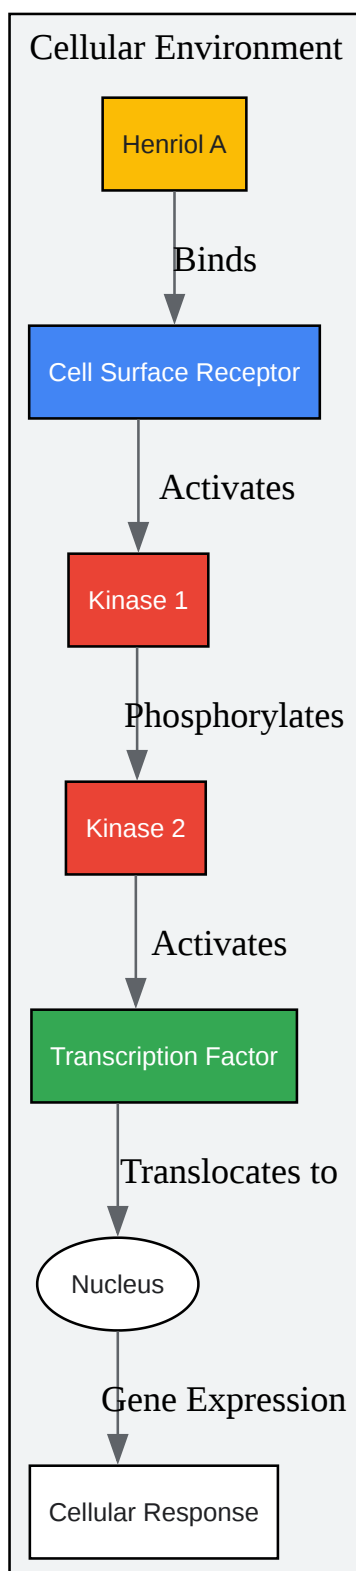 Cellular Environment
Henriol A
Binds
Cell Surface Receptor
Activates
Kinase 1
Phosphorylates
Kinase 2
Activates
Transcription Factor
Translocates to
Nucleus
Gene Expression
Cellular Response